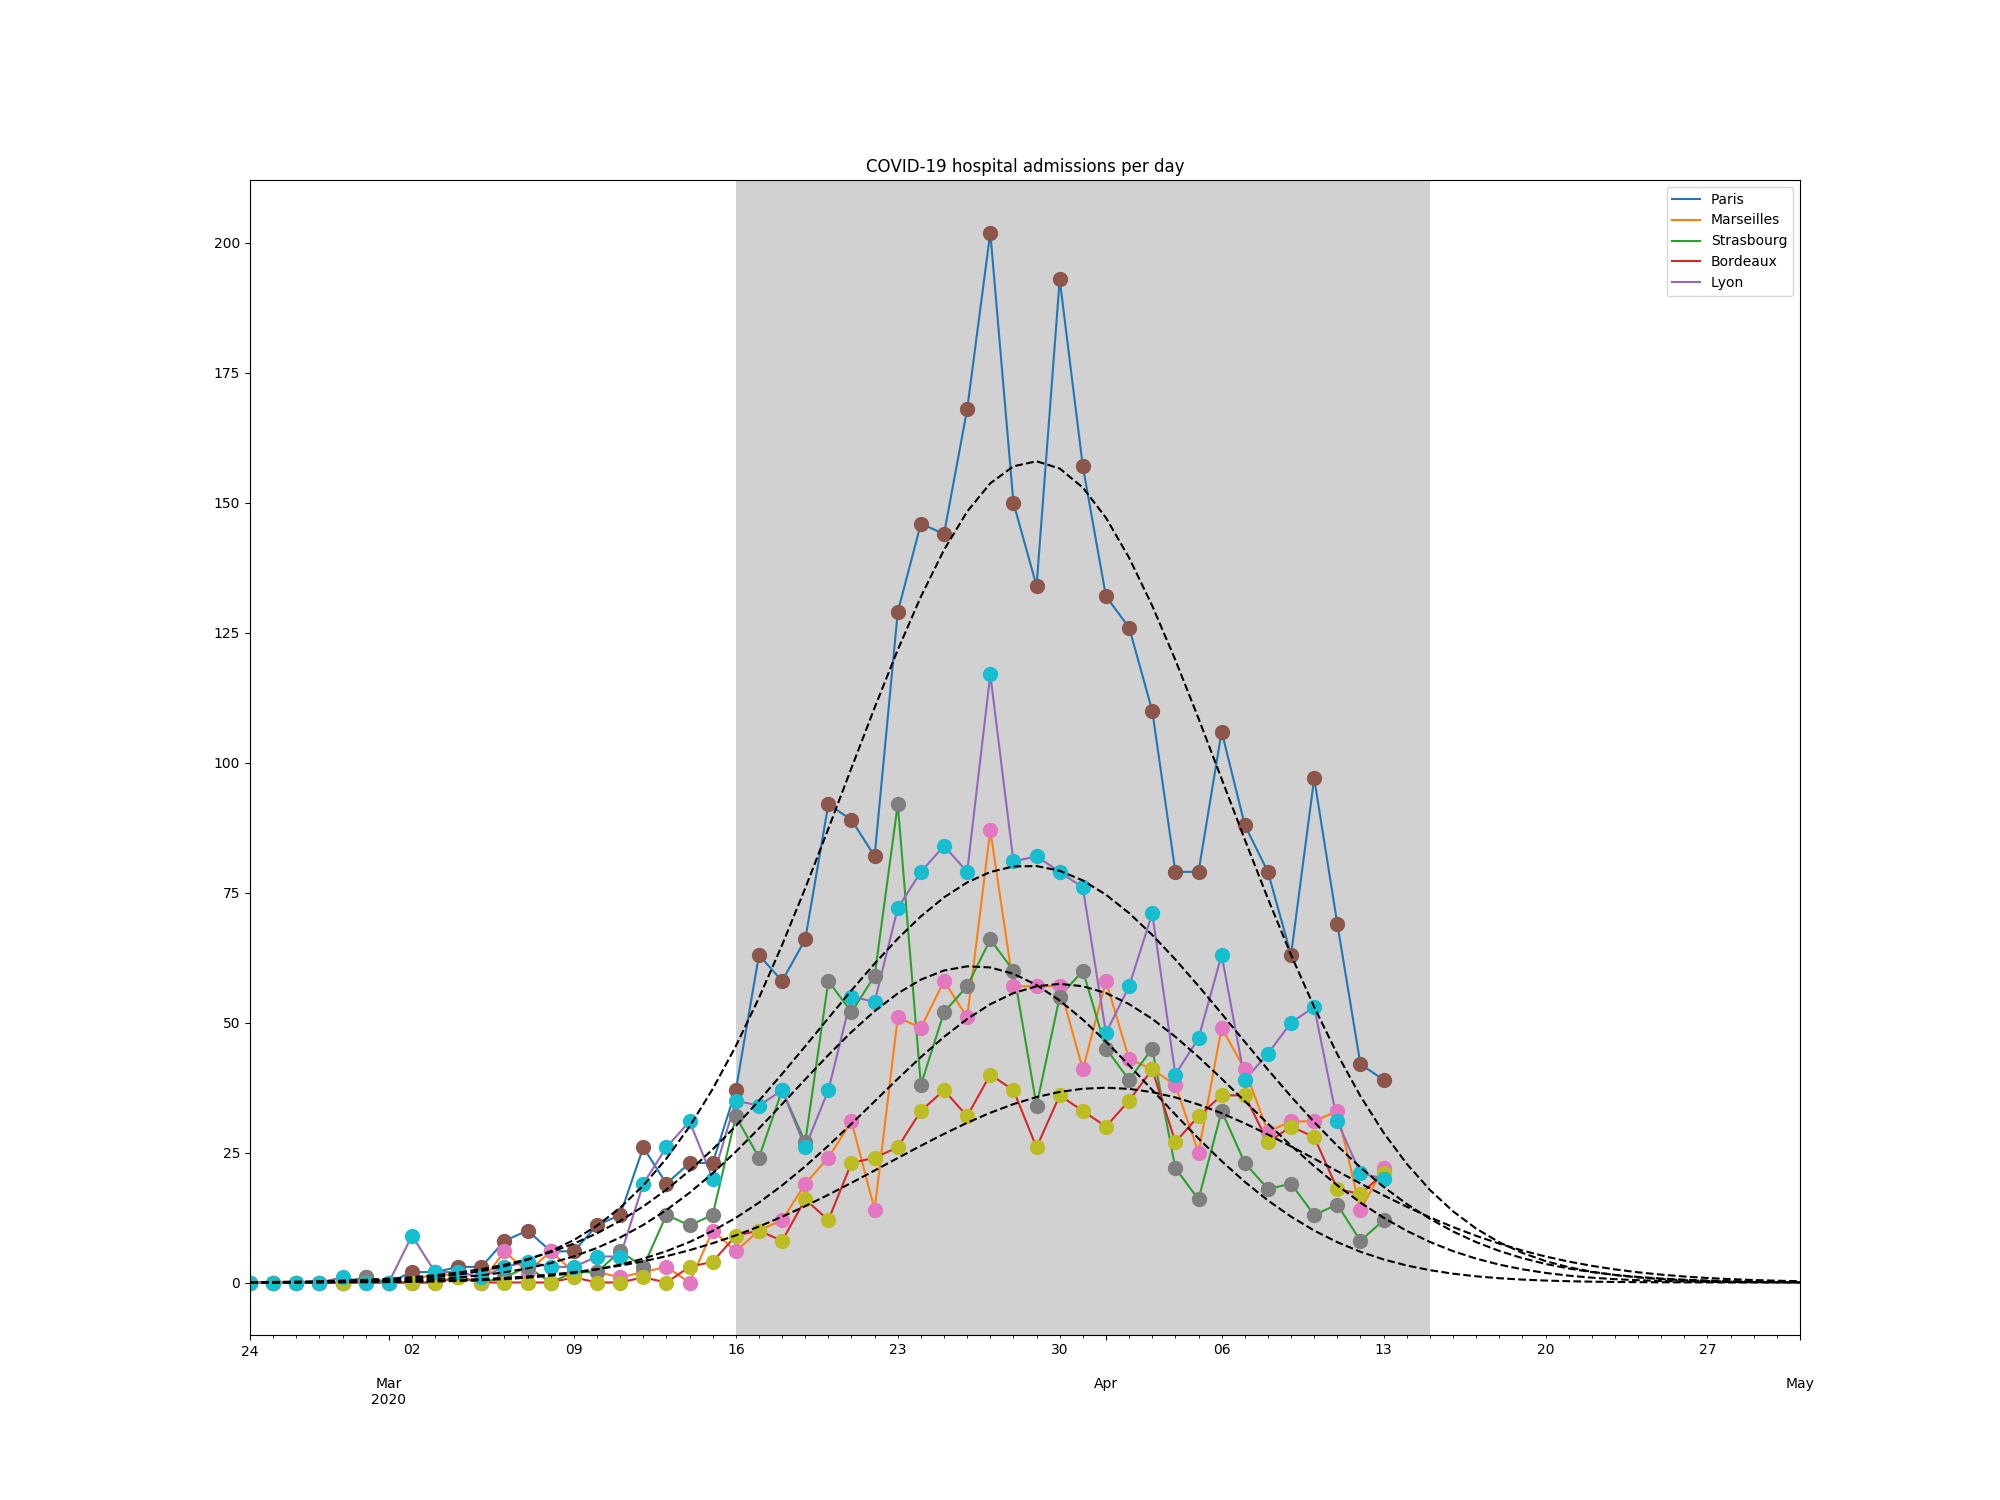 COVID-19 hospital admissions per day
Paris
Marseilles
Strasbourg
Bordeaux
Lyon
200
175
150
125
100
75
50
25
0
24 02 09 16 23 30 06 13 20 27
Mar Apr May
2020